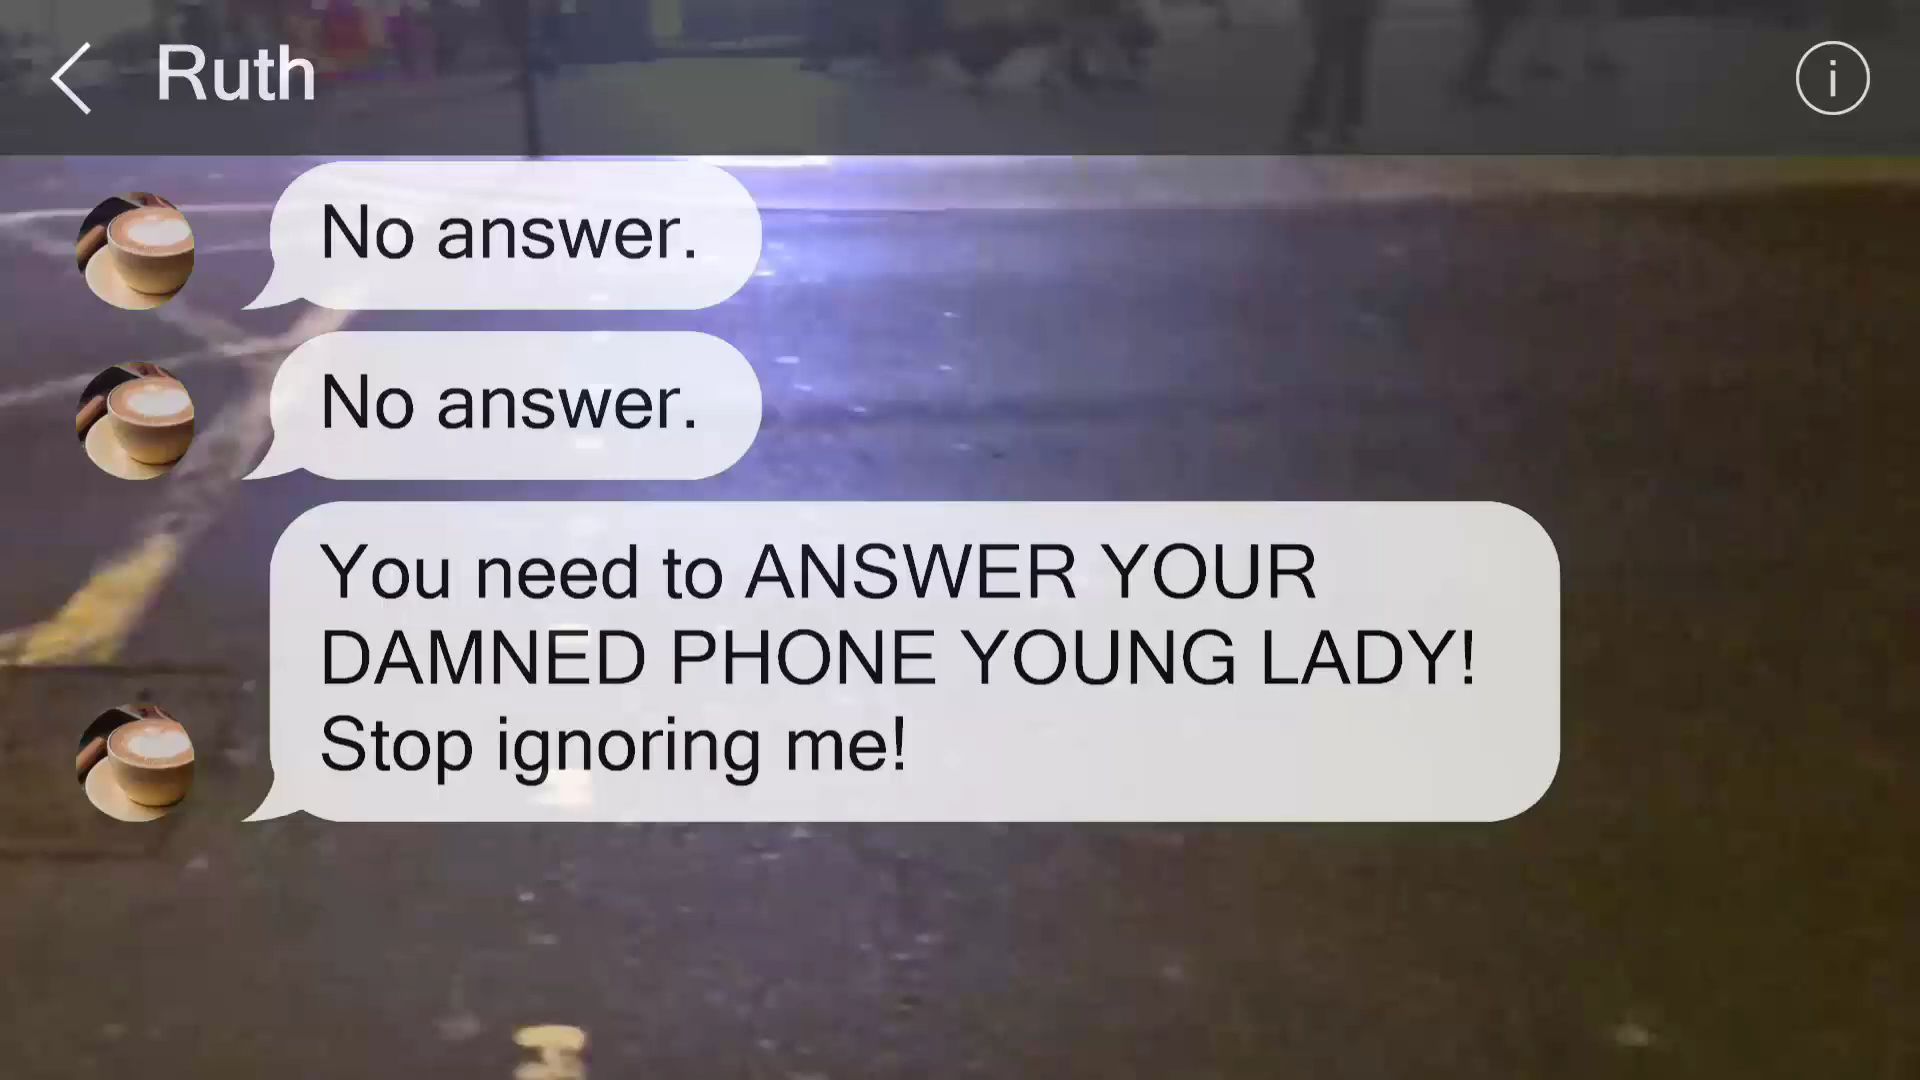 Ruth
No answer.
No answer.
You need to ANSWER YOUR
DAMNED PHONE YOUNG LADY!
Stop ignoring me!